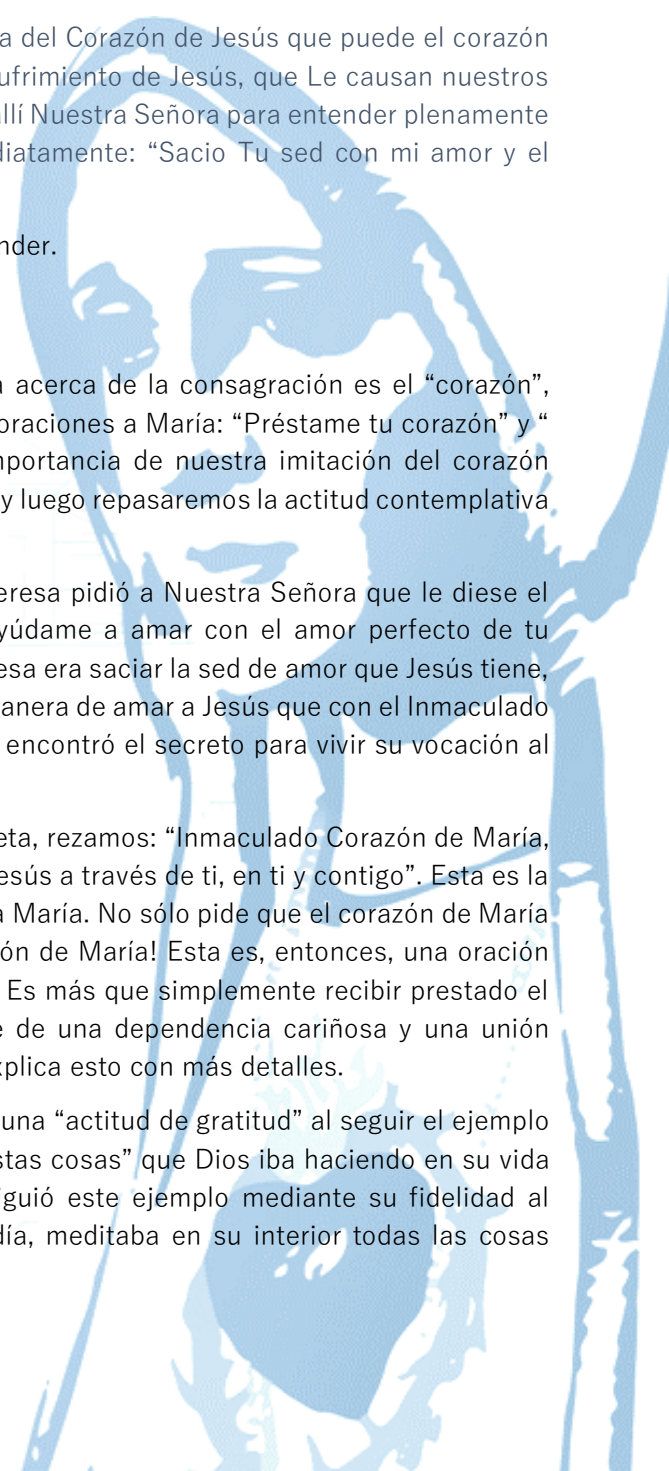 a del Corazón de Jesús que puede el corazón
ufrimiento de Jesús, que Le causan nuestros
allí Nuestra Señora para entender plenamente
diatamente: “Sacio Tu sed con mi amor y el
nder.
a acerca de la consagración es el “corazón”,
oraciones a María: “Préstame tu corazón” y “
mportancia de nuestra imitación del corazón
y luego repasaremos la actitud contemplativa
eresa pidió a Nuestra Señora que le diese el
yúdame a amar con el amor perfecto de tu
esa era saciar la sed de amor que Jesús tiene,
anera de amar a Jesús que con el Inmaculado
encontró el secreto para vivir su vocación al
eta, rezamos: “Inmaculado Corazón de María,
esús a través de ti, en ti y contigo”. Esta es la
a María. No sólo pide que el corazón de María
ón de María! Esta es, entonces, una oración
Es más que simplemente recibir prestado el
e de una dependencia cariñosa y una unión
xplica esto con más detalles.
una “actitud de gratitud” al seguir el ejemplo
stas cosas” que Dios iba haciendo en su vida
iguió este ejemplo mediante su fidelidad al
día, meditaba en su interior todas las cosas